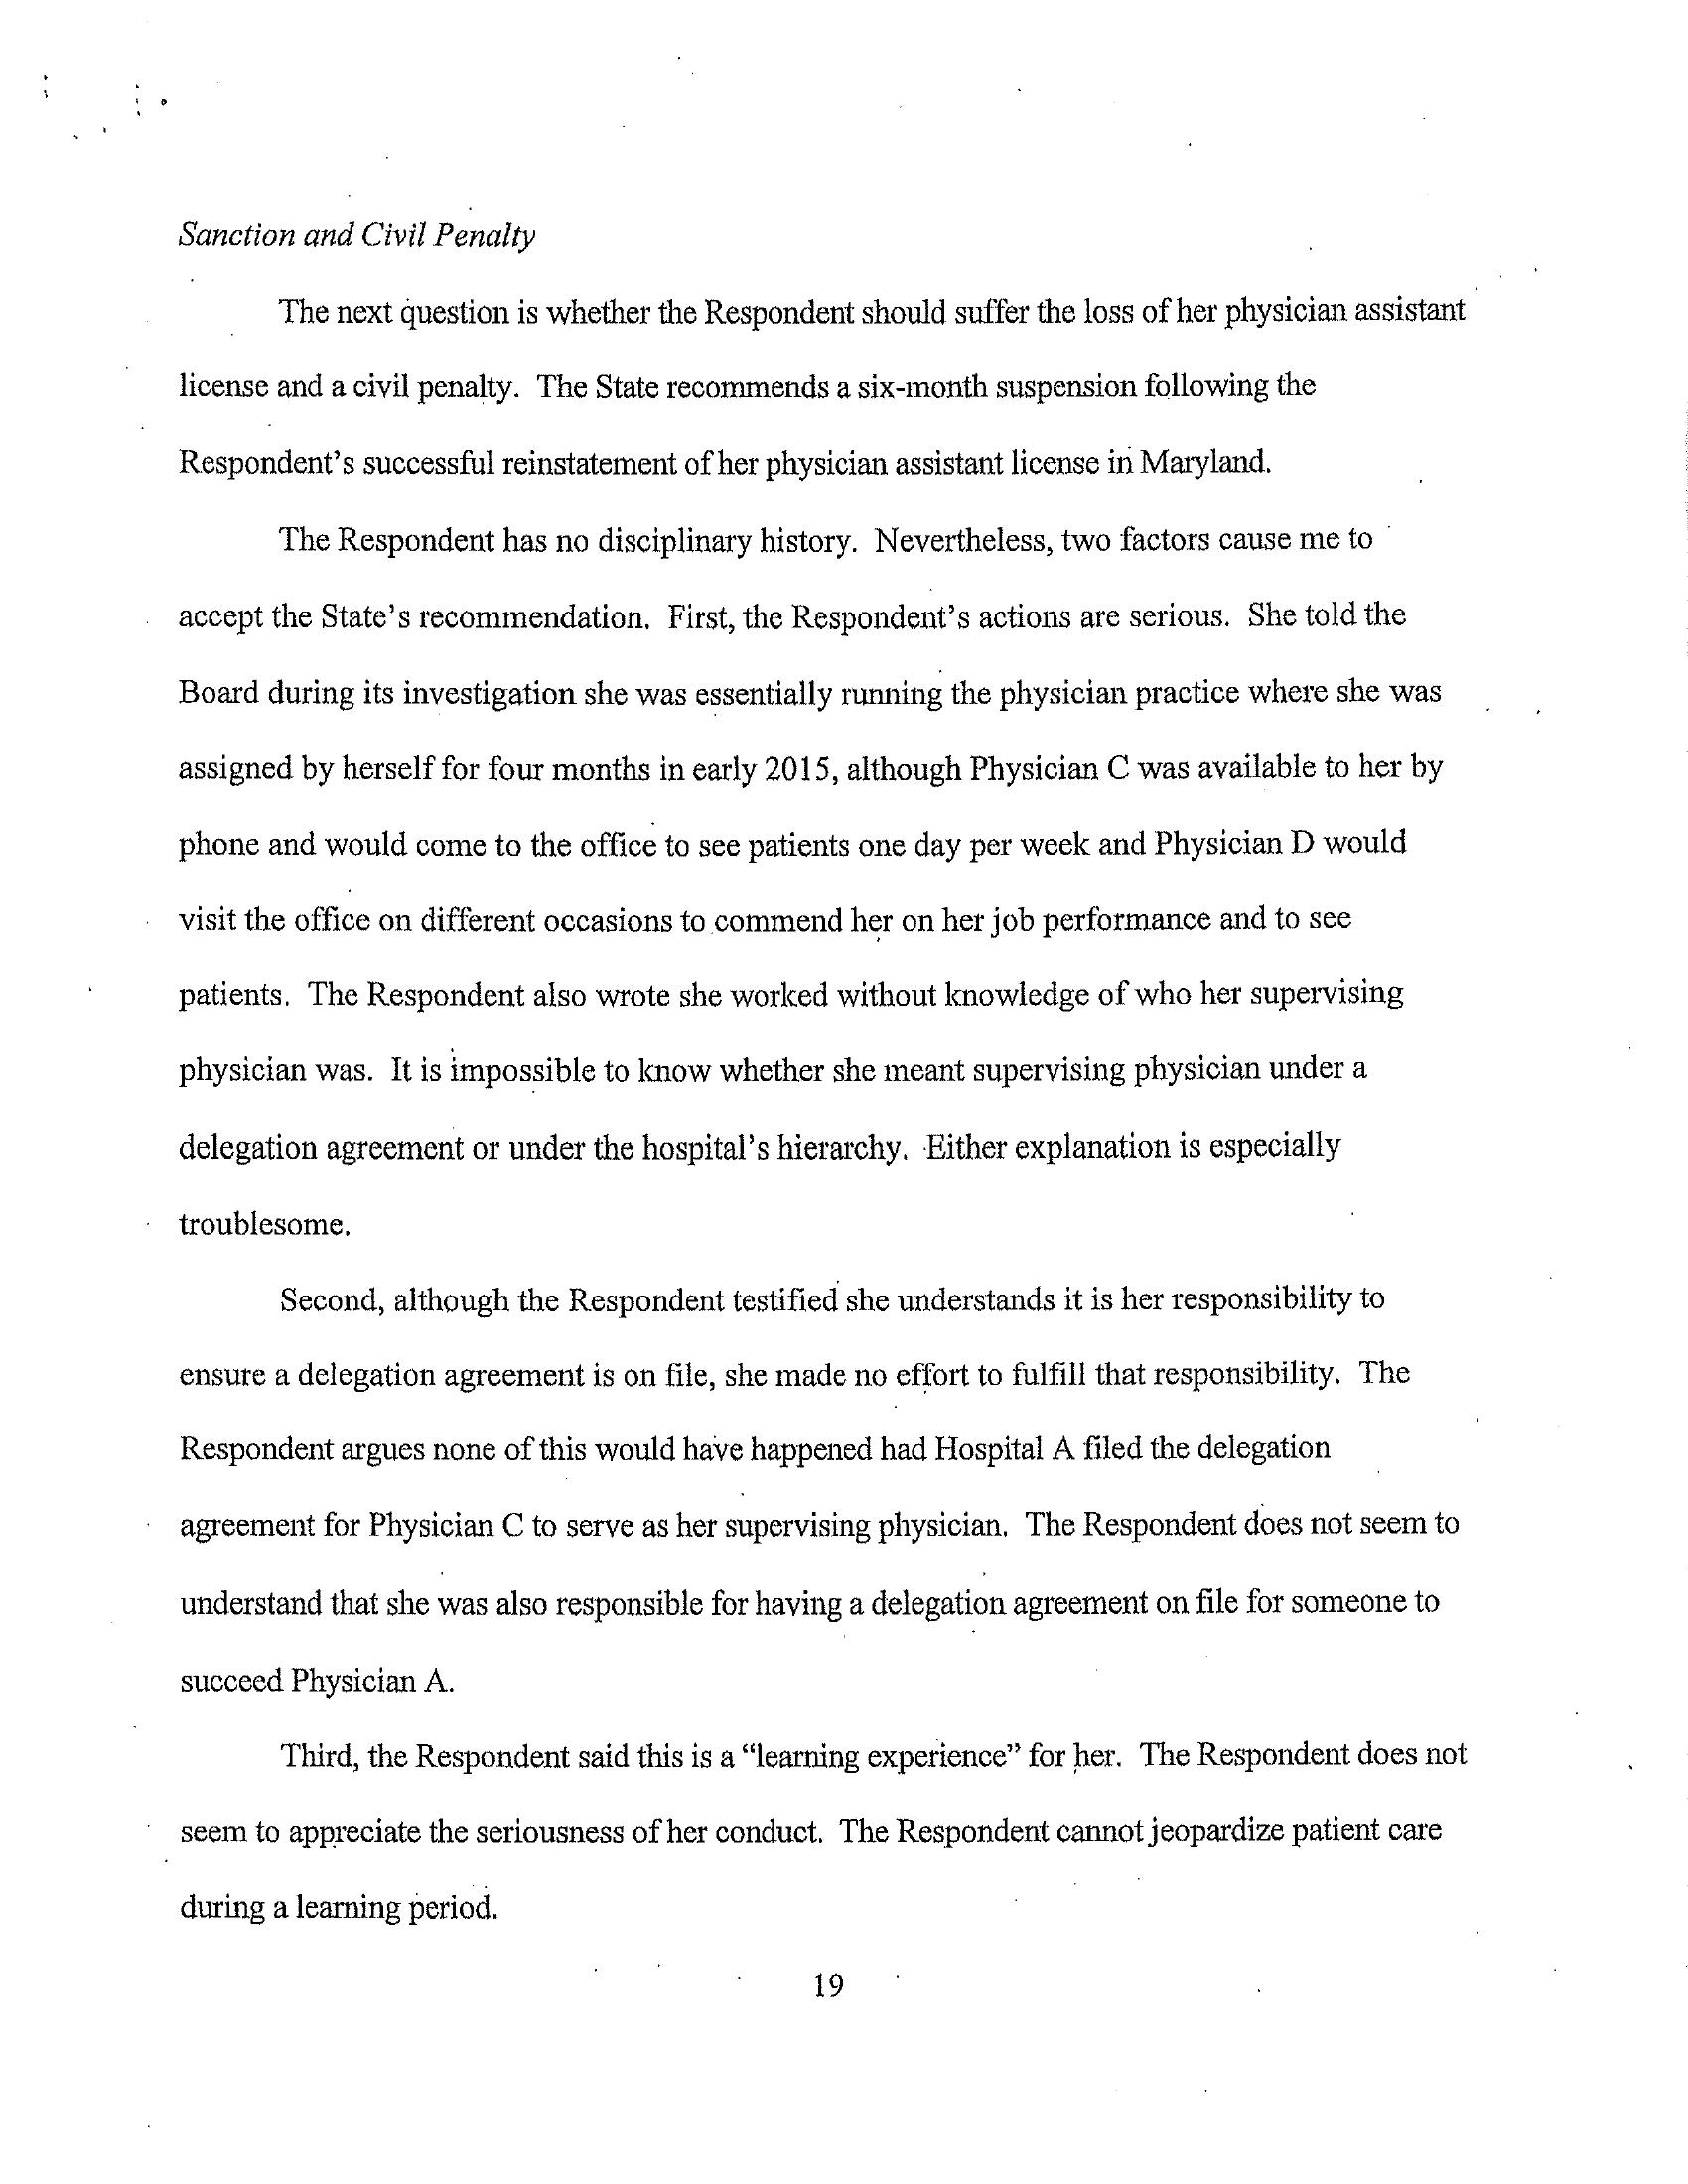 Sanction and Civil Penalty
The next question is whether the Respondent should suffer the loss of her physician assistant
license and a civil penalty. The State recommends a six-month suspension following the
Respondent's successful reinstatement of her physician assistant license in Maryland.
The Respondent has no disciplinary history. Nevertheless, two factors cause me to
accept the State's recommendation. First, the Respondent's actions are serious. She told the
Board during its investigation she was essentially running the physician practice where she was
assigned by herself for four months in early 2015, although Physician C was available to her by
phone and would come to the office to see patients one day per week and Physician D would
visit the office on different occasions to commend her on her job performance and to see
patients. The Respondent also wrote she worked without knowledge of who her supervising
physician was. It is impossible to know whether she meant supervising physician under a
delegation agreement or under the hospital's hierarchy. Either explanation is especially
troublesome.
Second, although the Respondent testified she understands it is her responsibility to
ensure a delegation agreement is on file, she made no effort to fulfill that responsibility. The
Respondent argues none of this would have happened had Hospital A filed the delegation
agreement for Physician C to serve as her supervising physician. The Respondent does not seem to
understand that she was also responsible for having a delegation agreement on file for someone to
succeed Physician A.
Third, the Respondent said this is a “learning experience” for her. The Respondent does not
seem to appreciate the seriousness of her conduct. The Respondent cannot jeopardize patient care
during a learning period.
19